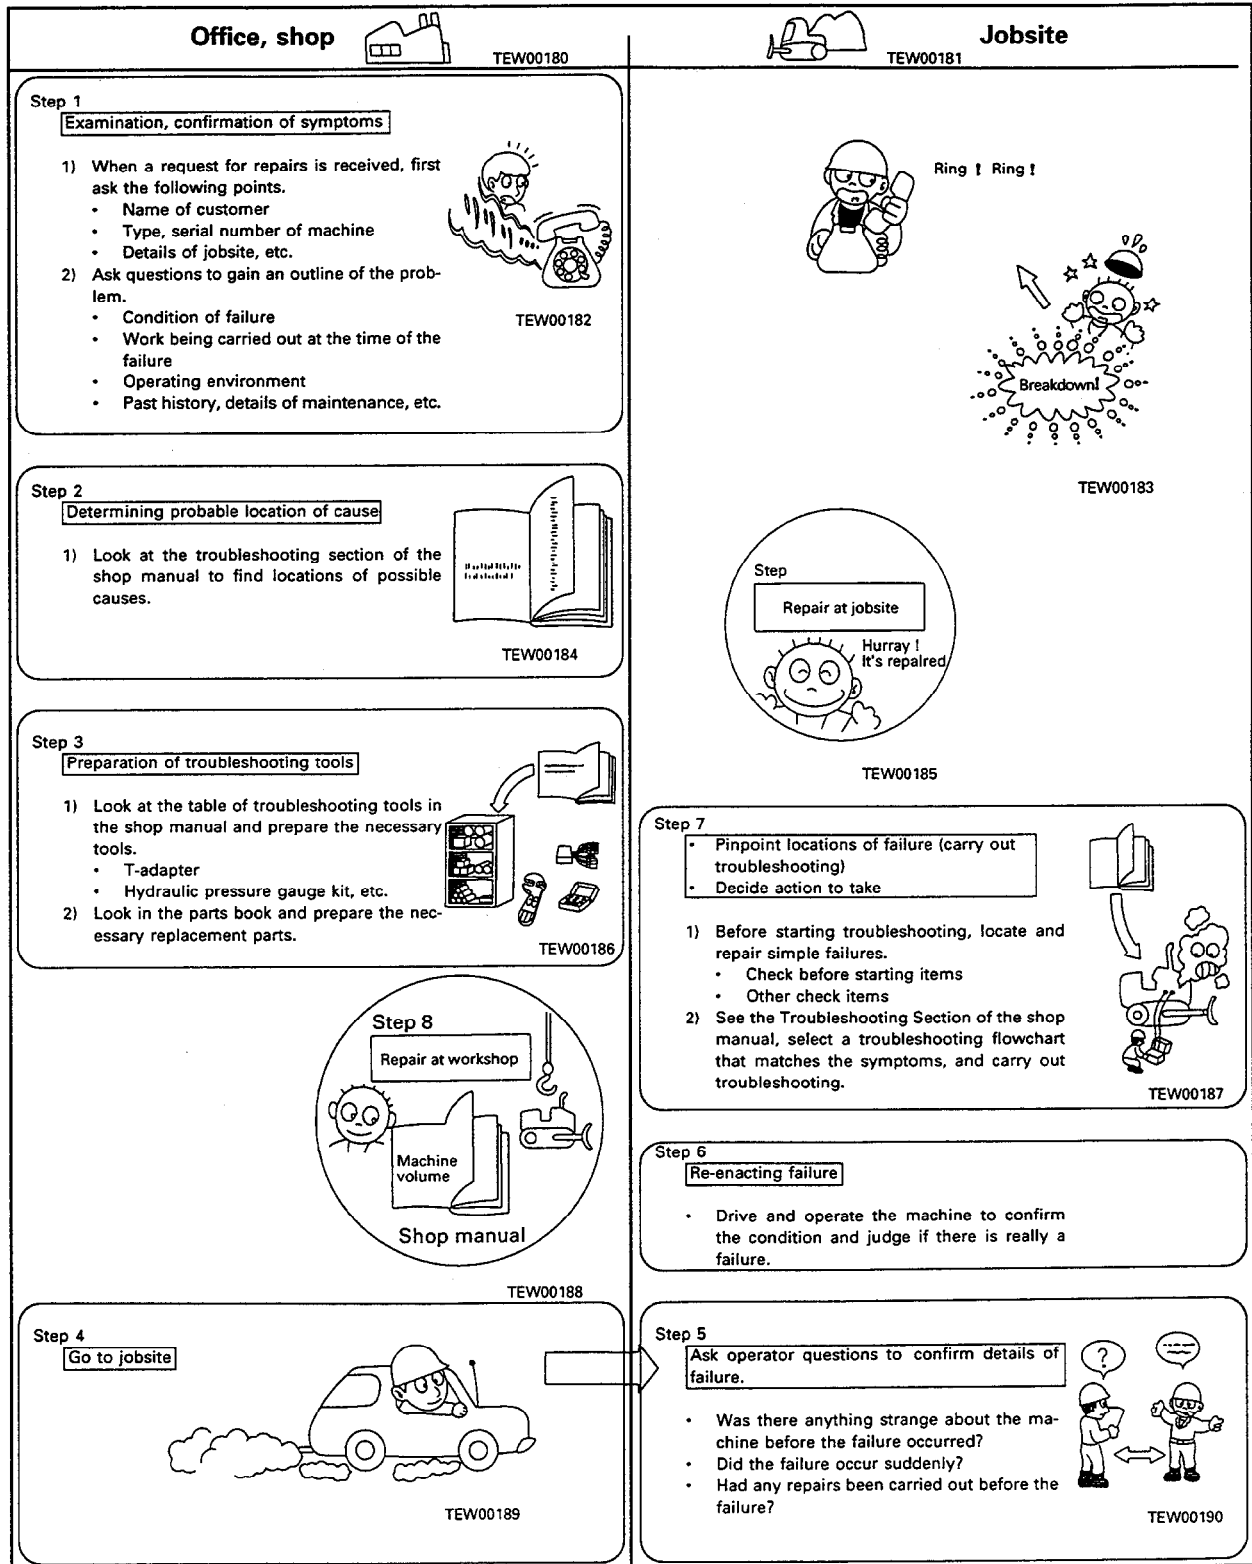 Office, shop
TEW00180
Jobsite
TEW00181
Step 1
Examination, confirmation of symptoms
1) When a request for repairs is received, first
ask the following points.
• Name of customer
• Type, serial number of machine
• Details of jobsite, etc.
2) Ask questions to gain an outline of the prob-
lem.
• Condition of failure
• Work being carried out at the time of the
failure
• Operating environment
• Past history, details of maintenance, etc.
TEW00182
Ring ! Ring !
Breakdown!
TEW00183
Step 2
Determining probable location of cause
1) Look at the troubleshooting section of the
shop manual to find locations of possible
causes.
TEW00184
Step
Repair at jobsite
Hurray !
It's repaired
TEW00185
Step 3
Preparation of troubleshooting tools
1) Look at the table of troubleshooting tools in
the shop manual and prepare the necessary
tools.
• T-adapter
• Hydraulic pressure gauge kit, etc.
2) Look in the parts book and prepare the nec-
essary replacement parts.
TEW00186
Step 7
• Pinpoint locations of failure (carry out
troubleshooting)
• Decide action to take
1) Before starting troubleshooting, locate and
repair simple failures.
• Check before starting items
• Other check items
2) See the Troubleshooting Section of the shop
manual, select a troubleshooting flowchart
that matches the symptoms, and carry out
troubleshooting.
TEW00187
Step 8
Repair at workshop
Machine
volume
Shop manual
TEW00188
Step 6
Re-enacting failure
• Drive and operate the machine to confirm
the condition and judge if there is really a
failure.
Step 4
Go to jobsite
TEW00189
Step 5
Ask operator questions to confirm details of
failure.
• Was there anything strange about the ma-
chine before the failure occurred?
• Did the failure occur suddenly?
• Had any repairs been carried out before the
failure?
?
TEW00190